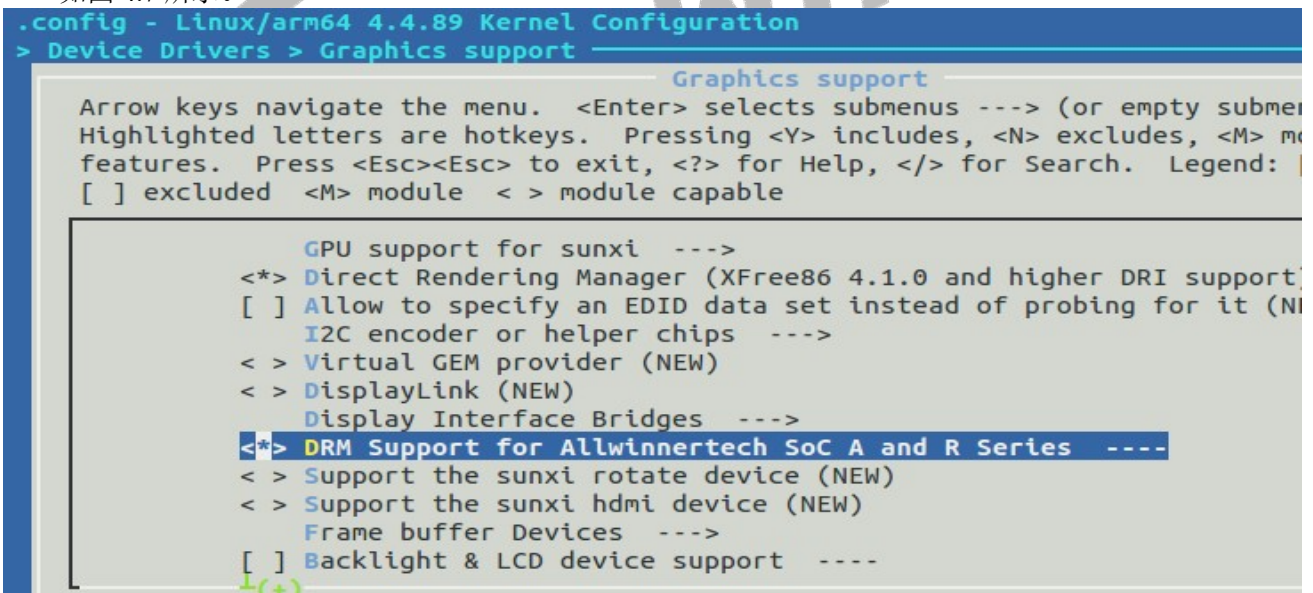 .config - Linux/arm64 4.4.89 Kernel Configuration
> Device Drivers > Graphics support
Graphics support
Arrow keys navigate the menu.  <Enter> selects submenus ---> (or empty submen
Highlighted letters are hotkeys.  Pressing <Y> includes, <N> excludes, <M> mo
features.  Press <Esc><Esc> to exit, <?> for Help, </> for Search.  Legend: [
[ ] excluded  <M> module  < > module capable
GPU support for sunxi  --->
<*> Direct Rendering Manager (XFree86 4.1.0 and higher DRI support)
[ ] Allow to specify an EDID data set instead of probing for it (NE
I2C encoder or helper chips  --->
< > Virtual GEM provider (NEW)
< > DisplayLink (NEW)
Display Interface Bridges  --->
<*> DRM Support for Allwinnertech SoC A and R Series  ----
< > Support the sunxi rotate device (NEW)
< > Support the sunxi hdmi device (NEW)
Frame buffer Devices  --->
[ ] Backlight & LCD device support  ----
(+)